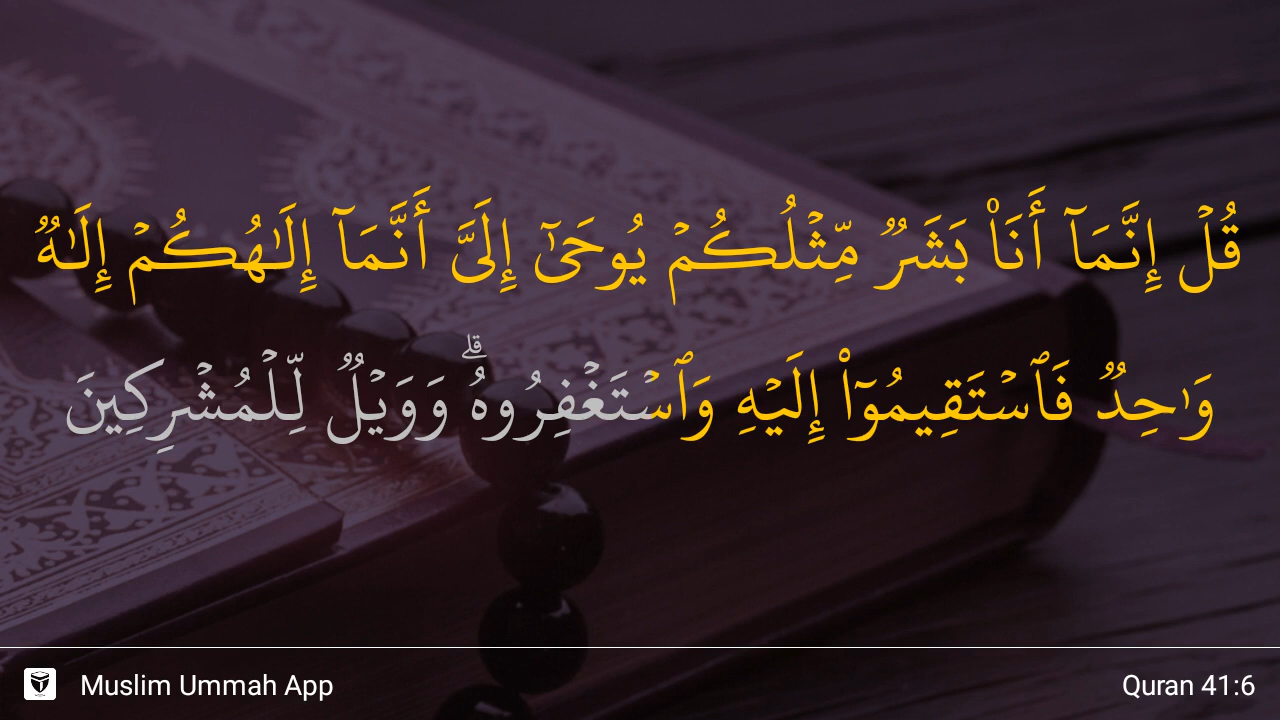 قُلۡ إِنَّمَآ أَنَا۠ بَشَرٞ مِّثۡلُكُمۡ يُوحَىٰٓ إِلَيَّ أَنَّمَآ إِلَٰهُكُمۡ إِلَٰهٞ
وَٰحِدٞ فَٱسۡتَقِيمُوٓاْ إِلَيۡهِ وَٱسۡتَغۡفِرُوهُۗ وَوَيۡلٞ لِّلۡمُشۡرِكِينَ
Muslim Ummah App
Quran 41:6